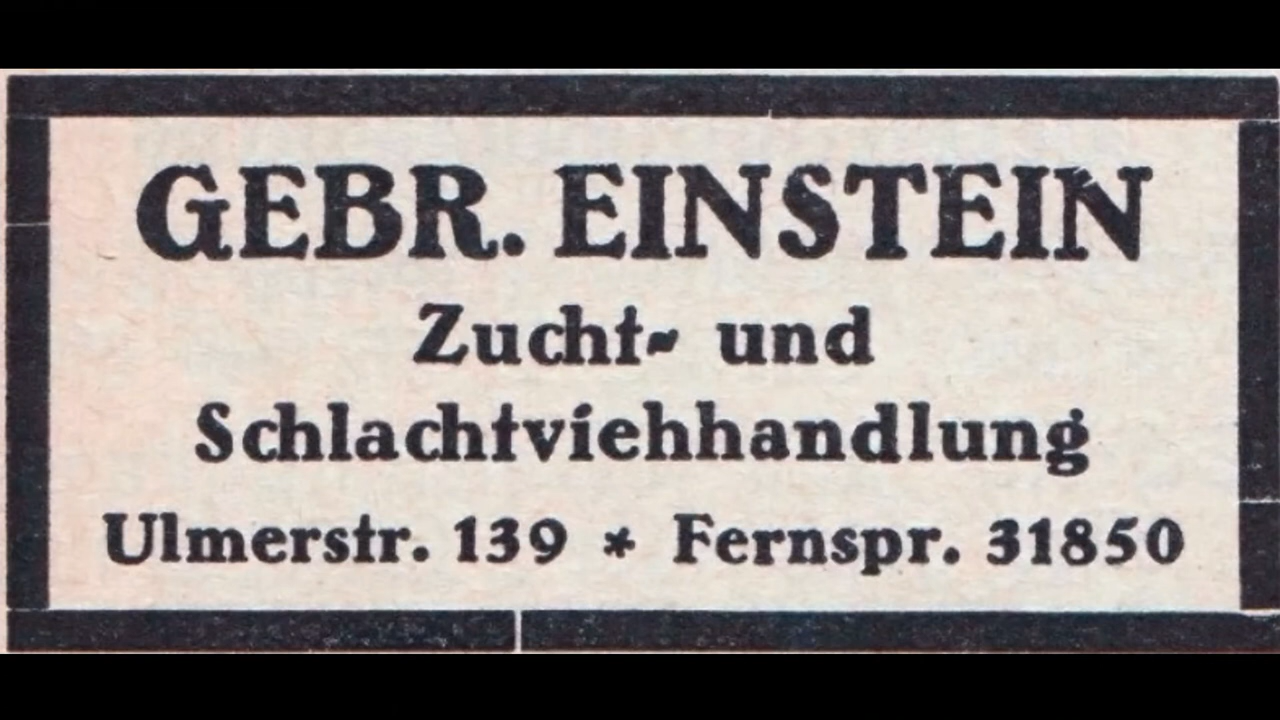 GEBR. EINSTEIN
Zucht- und
Schlachtviehhandlung
Ulmerstr. 139 * Fernspr. 31850